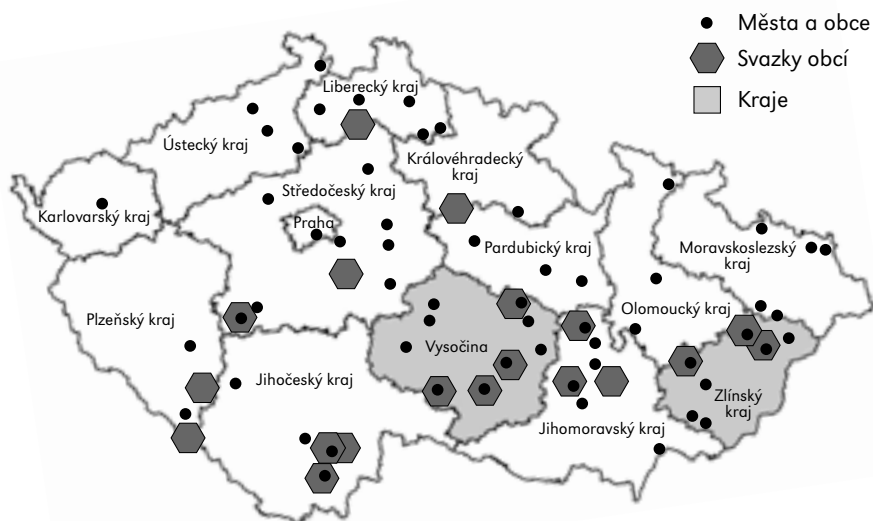 Města a obce
Svazky obcí
Kraje
Liberecký kraj
Ústecký kraj
Královéhradecký
kraj
Středočeský kraj
Karlovarský kraj
Praha
Pardubický kraj
Moravskoslezský
kraj
Olomoucký kraj
Plzeňský kraj
Vysočina
Jihočeský kraj
Zlínský
kraj
Jihomoravský kraj